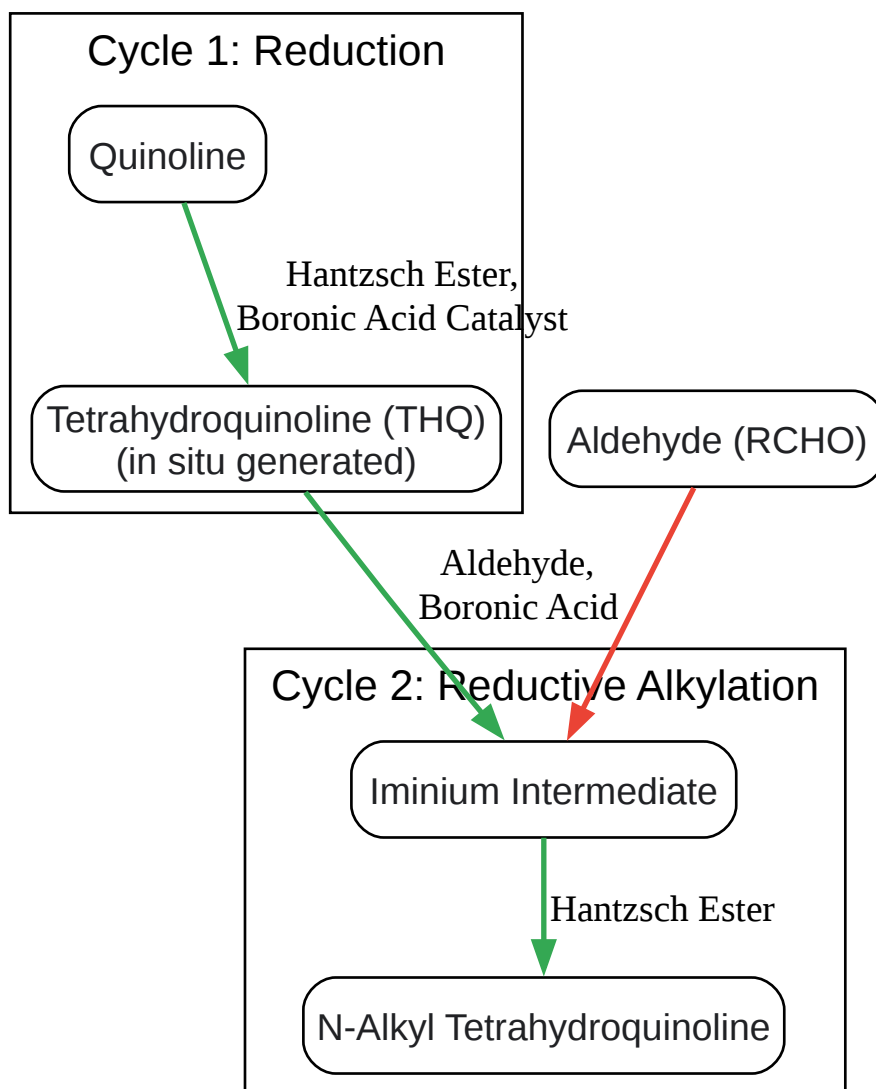 Cycle 1: Reduction
Quinoline
Hantzsch Ester,
Boronic Acid Catalyst
Tetrahydroquinoline (THQ)
(in situ generated)
Aldehyde (RCHO)
Aldehyde,
Boronic Acid
Cycle 2: Reductive Alkylation
Iminium Intermediate
Hantzsch Ester
N-Alkyl Tetrahydroquinoline